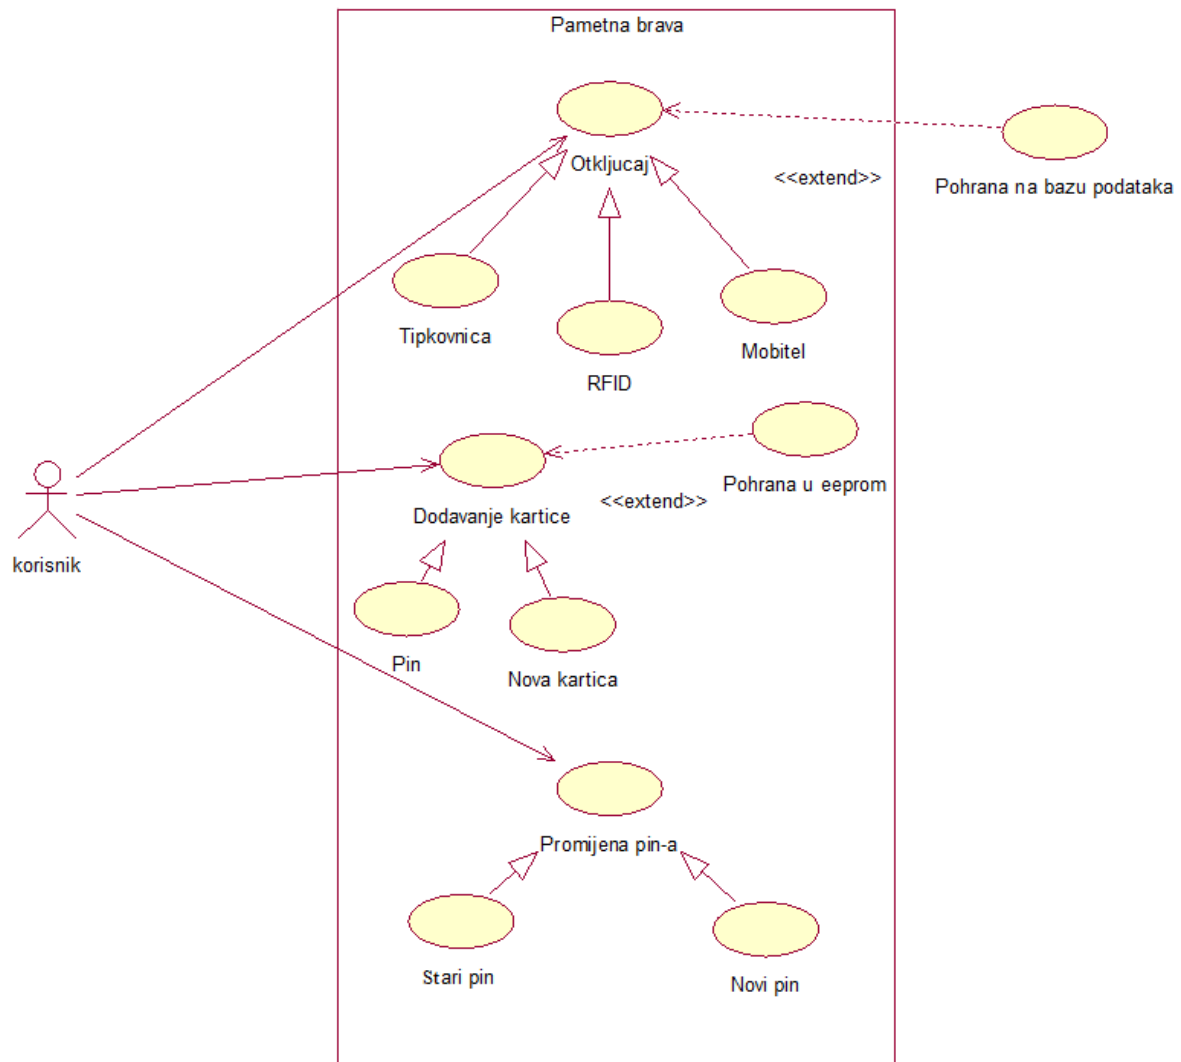 Pametna brava
Otkljucaj
<<extend>>
Pohrana na bazu podataka
Tipkovnica
RFID
Mobitel
Dodavanje kartice
<<extend>>
Pohrana u eeprom
korisnik
Pin
Nova kartica
Promijena pin-a
Stari pin
Novi pin